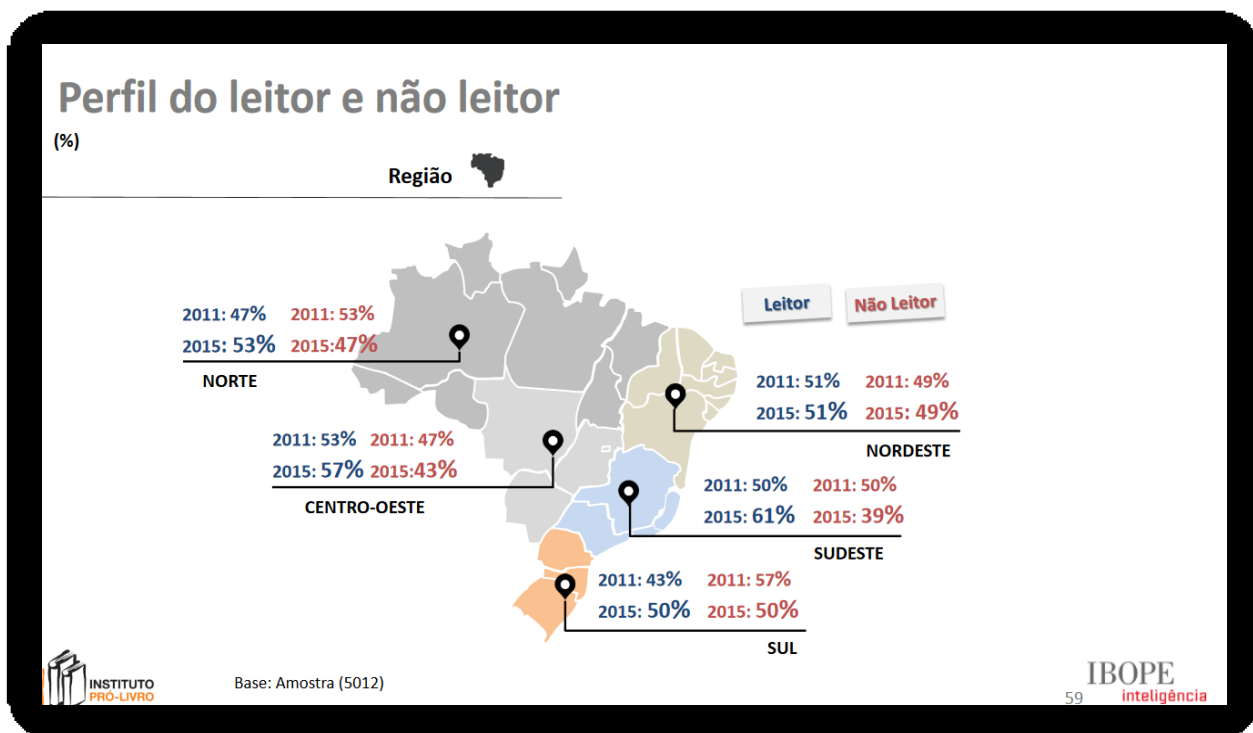 Perfil do leitor e não leitor
(%)
Região
Leitor Não Leitor
2011: 47% 2011: 53%
2015: 53% 2015:47%
NORTE
2011: 51% 2011: 49%
2015: 51% 2015: 49%
NORDESTE
2011: 53% 2011: 47%
2015: 57% 2015:43%
CENTRO-OESTE
2011: 50% 2011: 50%
2015: 61% 2015: 39%
SUDESTE
2011: 43% 2011: 57%
2015: 50% 2015: 50%
SUL
INSTITUTO
PRÓ-LIVRO
Base: Amostra (5012)
59
IBOPE
inteligência